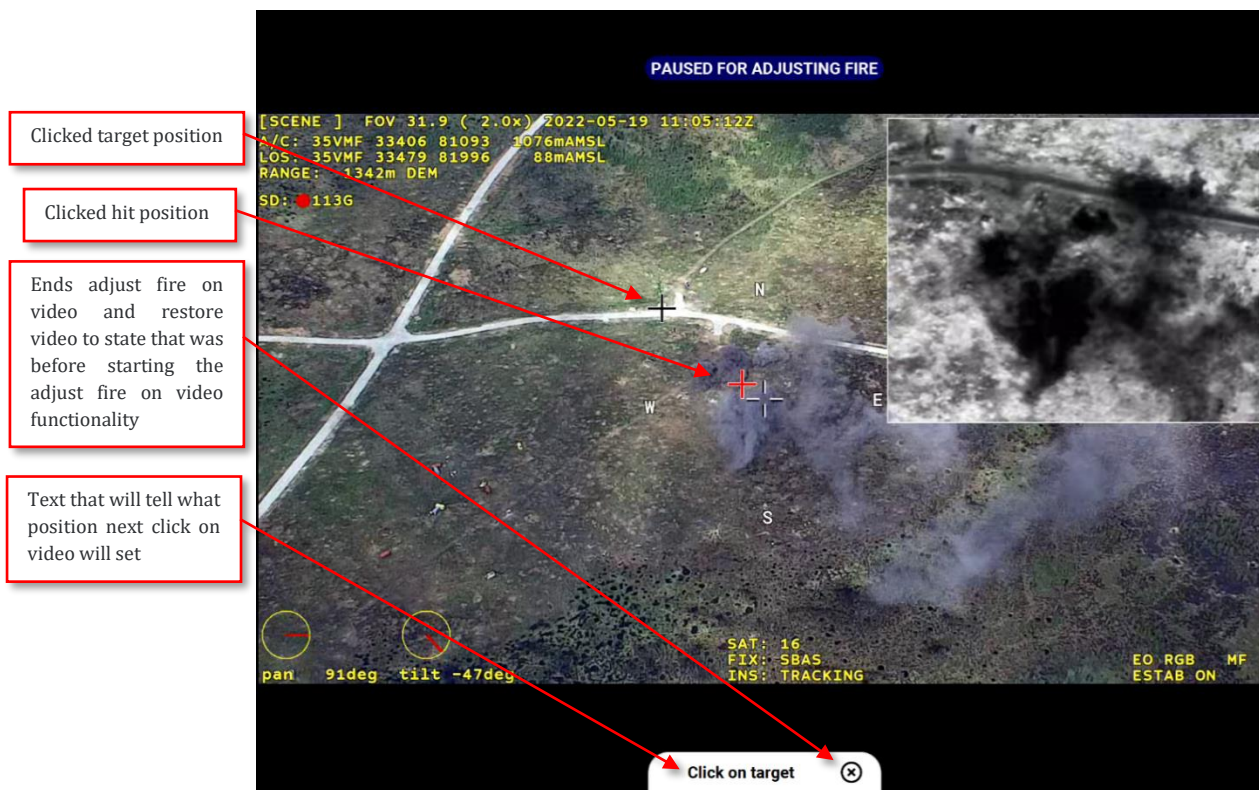 PAUSED FOR ADJUSTING FIRE
Clicked target position
Clicked hit position
Ends adjust fire on
video and restore
video to state that was
before starting the
adjust fire on video
functionality
Text that will tell what
position next click on
video will set
[SCENE ] FOV 31.9 ( 2.0x) 2022-05-19 11:05:12Z
A/C: 35VMF 33406 81093 1076mAMSL
LOS: 35VMF 33479 81996 88mAMSL
RANGE: 1342m DEM
SD: 113G
N
W
E
S
pan 91deg tilt -47deg
SAT: 16
FIX: SBAS
INS: TRACKING
EO RGB MF
ESTAB ON
Click on target